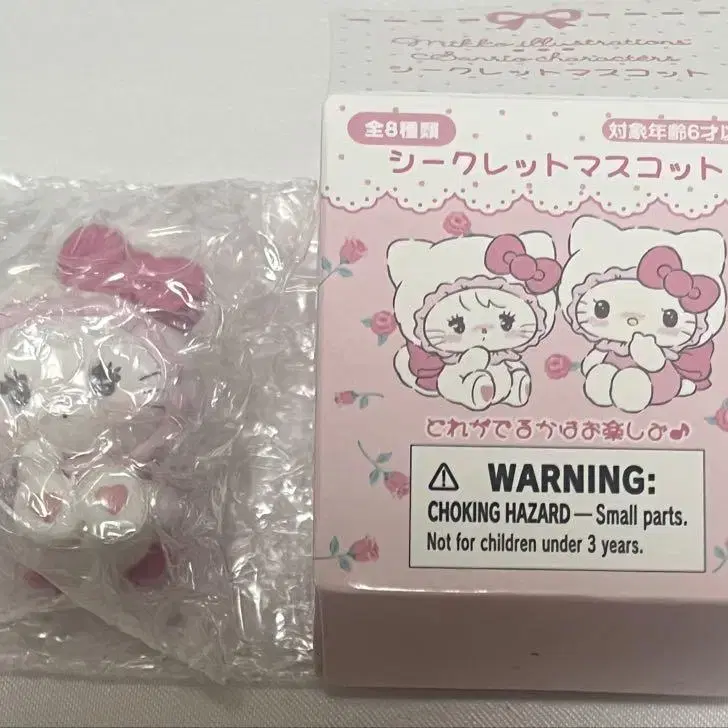 mikko illustrations
Sanrio characters
シークレットマスコット
全8種類
対象年齢6才以
シークレットマスコット
どれがでるかはお楽しみ♪
⚠ WARNING:
CHOKING HAZARD — Small parts.
Not for children under 3 years.